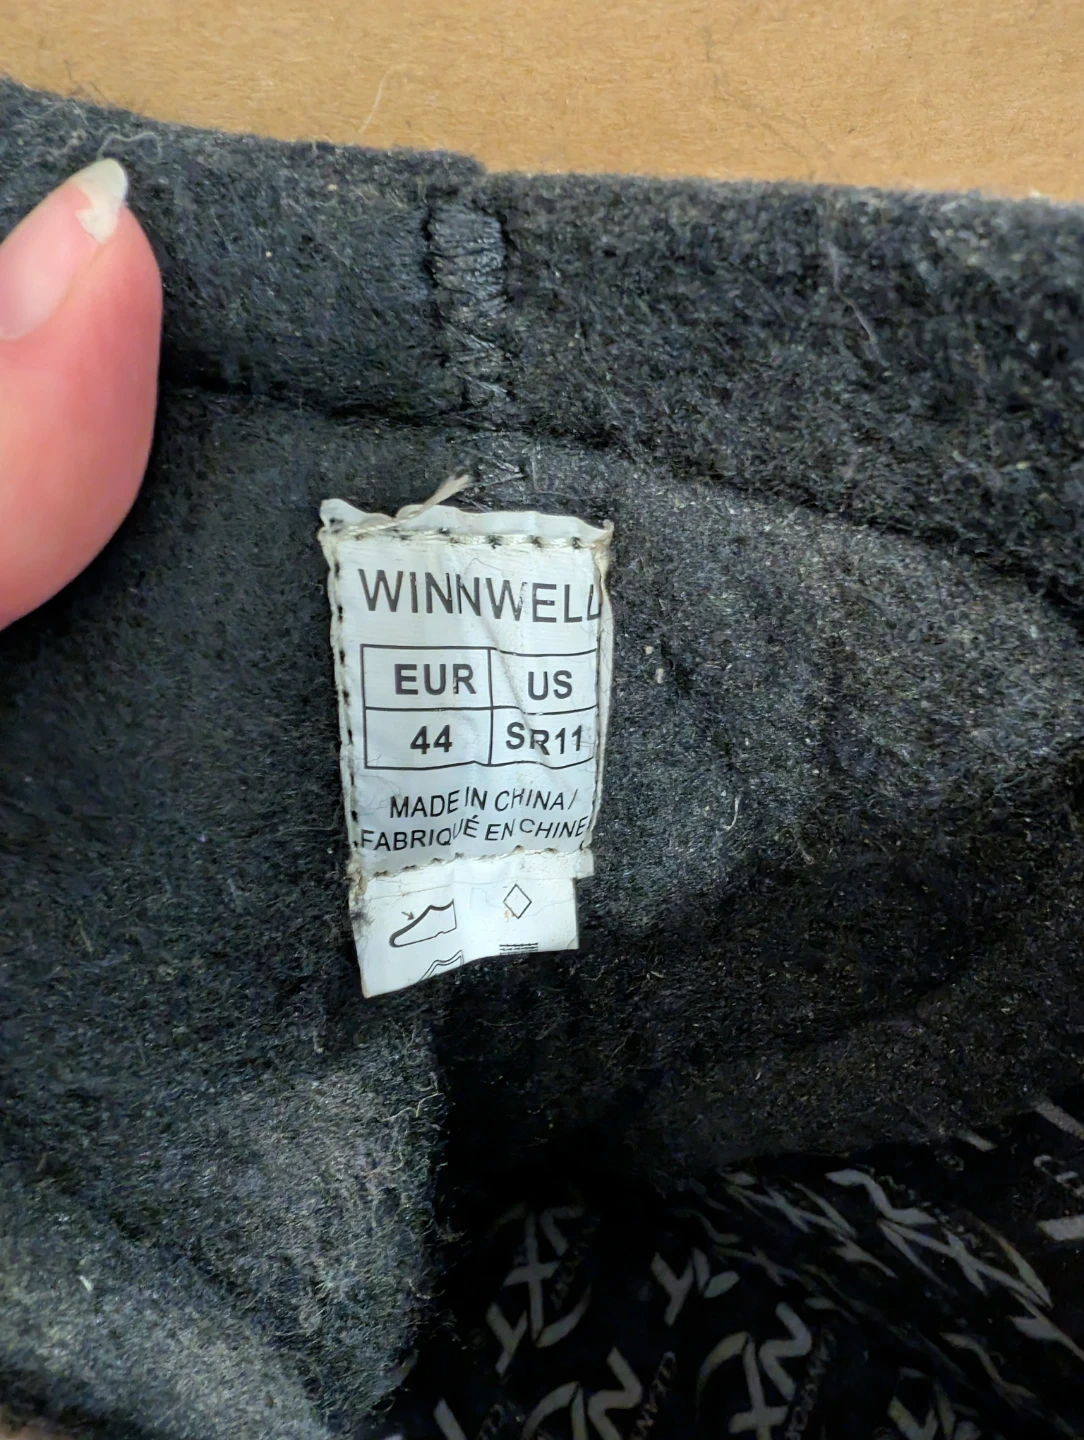 WINNWELL
EUR US
44 SR11
MADE IN CHINA/
FABRIQUÉ EN CHINE